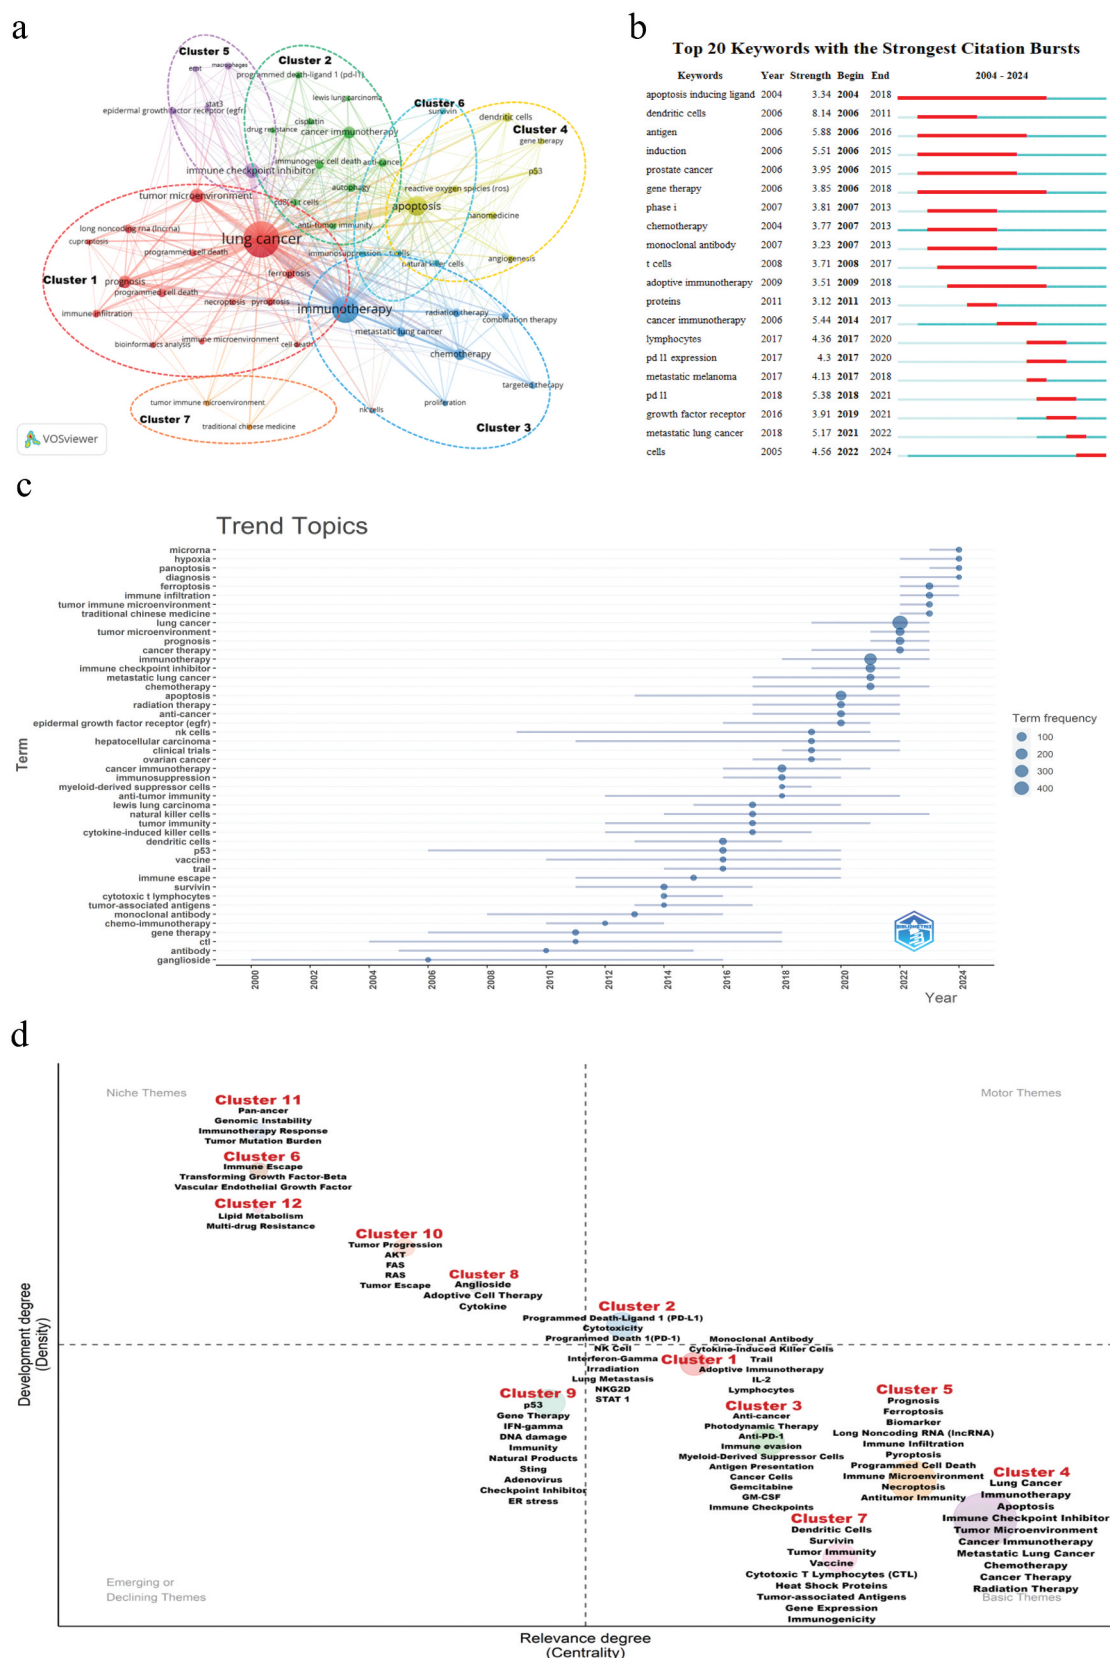 a
Cluster 5
macrophages
emt
Cluster 2
programmed death-ligand 1 (pd-l1)
stat3
epidermal growth factor receptor (egfr)
lewis lung carcinoma
Cluster 6
survivin
cisplatin
drug resistance
cancer immunotherapy
dendritic cells
Cluster 4
gene therapy
immunogenic cell death
anti-cancer
immune checkpoint inhibitor
p53
autophagy
reactive oxygen species (ros)
tumor microenvironment
cd8(+) t cells
apoptosis
nanomedicine
long noncoding rna (lncrna)
anti-tumor immunity
cuproptosis
lung cancer
programmed cell death
immunosuppression
t cells
natural killer cells
angiogenesis
Cluster 1
prognosis
ferroptosis
programmed cell death
necroptosis
pyroptosis
immunotherapy
immune infiltration
radiation therapy
combination therapy
metastatic lung cancer
bioinformatics analysis
immune microenvironment
cell death
chemotherapy
targeted therapy
tumor immune microenvironment
nk cells
proliferation
Cluster 7
traditional chinese medicine
Cluster 3
VOSviewer
b
Top 20 Keywords with the Strongest Citation Bursts
Keywords Year Strength Begin End 2004 - 2024
apoptosis inducing ligand 2004 3.34 2004 2018
dendritic cells 2006 8.14 2006 2011
antigen 2006 5.88 2006 2016
induction 2006 5.51 2006 2015
prostate cancer 2006 3.95 2006 2015
gene therapy 2006 3.85 2006 2018
phase i 2007 3.81 2007 2013
chemotherapy 2004 3.77 2007 2013
monoclonal antibody 2007 3.23 2007 2013
t cells 2008 3.71 2008 2017
adoptive immunotherapy 2009 3.51 2009 2018
proteins 2011 3.12 2011 2013
cancer immunotherapy 2006 5.44 2014 2017
lymphocytes 2017 4.36 2017 2020
pd l1 expression 2017 4.3 2017 2020
metastatic melanoma 2017 4.13 2017 2018
pd l1 2018 5.38 2018 2021
growth factor receptor 2016 3.91 2019 2021
metastatic lung cancer 2018 5.17 2021 2022
cells 2005 4.56 2022 2024
c
Trend Topics
microrna
hypoxia
panoptosis
diagnosis
ferroptosis
immune infiltration
tumor immune microenvironment
traditional chinese medicine
lung cancer
tumor microenvironment
prognosis
cancer therapy
immunotherapy
immune checkpoint inhibitor
metastatic lung cancer
chemotherapy
apoptosis
radiation therapy
anti-cancer
epidermal growth factor receptor (egfr)
nk cells
hepatocellular carcinoma
clinical trials
ovarian cancer
cancer immunotherapy
immunosuppression
myeloid-derived suppressor cells
anti-tumor immunity
lewis lung carcinoma
natural killer cells
tumor immunity
cytokine-induced killer cells
dendritic cells
p53
vaccine
trail
immune escape
survivin
cytotoxic t lymphocytes
tumor-associated antigens
monoclonal antibody
chemo-immunotherapy
gene therapy
ctl
antibody
ganglioside
Term
2000 2002 2004 2006 2008 2010 2012 2014 2016 2018 2020 2022 2024
Year
Term frequency
100
200
300
400
BIBLIOMETRIX
d
Niche Themes
Motor Themes
Cluster 11
Pan-ancer
Genomic Instability
Immunotherapy Response
Tumor Mutation Burden
Cluster 6
Immune Escape
Transforming Growth Factor-Beta
Vascular Endothelial Growth Factor
Cluster 12
Lipid Metabolism
Multi-drug Resistance
Cluster 10
Tumor Progression
AKT
FAS
RAS
Tumor Escape
Cluster 8
Anglioside
Adoptive Cell Therapy
Cytokine
Cluster 2
Programmed Death-Ligand 1 (PD-L1)
Cytotoxicity
Programmed Death 1(PD-1)
NK Cell
Interferon-Gamma
Irradiation
Lung Metastasis
NKG2D
STAT 1
Monoclonal Antibody
Cytokine-Induced Killer Cells
Cluster 1
Trail
Adoptive Immunotherapy
IL-2
Lymphocytes
Cluster 9
p53
Gene Therapy
IFN-gamma
DNA damage
Immunity
Natural Products
Sting
Adenovirus
Checkpoint Inhibitor
ER stress
Cluster 3
Anti-cancer
Photodynamic Therapy
Anti-PD-1
Immune evasion
Myeloid-Derived Suppressor Cells
Antigen Presentation
Cancer Cells
Gemcitabine
GM-CSF
Immune Checkpoints
Cluster 5
Prognosis
Ferroptosis
Biomarker
Long Noncoding RNA (lncRNA)
Immune Infiltration
Pyroptosis
Programmed Cell Death
Immune Microenvironment
Necroptosis
Antitumor Immunity
Cluster 4
Lung Cancer
Immunotherapy
Apoptosis
Immune Checkpoint Inhibitor
Tumor Microenvironment
Cancer Immunotherapy
Metastatic Lung Cancer
Chemotherapy
Cancer Therapy
Radiation Therapy
Cluster 7
Dendritic Cells
Survivin
Tumor Immunity
Vaccine
Cytotoxic T Lymphocytes (CTL)
Heat Shock Proteins
Tumor-associated Antigens
Gene Expression
Immunogenicity
Emerging or
Declining Themes
Basic Themes
Development degree
(Density)
Relevance degree
(Centrality)